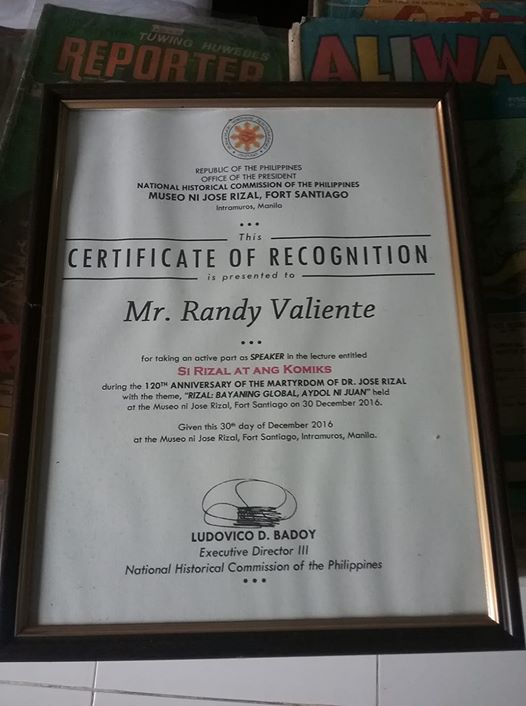 TUWING HUWEBES
REPORTER
ALIWA
REPUBLIC OF THE PHILIPPINES
OFFICE OF THE PRESIDENT
NATIONAL HISTORICAL COMMISSION OF THE PHILIPPINES
MUSEO NI JOSE RIZAL, FORT SANTIAGO
Intramuros, Manila
This
CERTIFICATE OF RECOGNITION
is presented to
Mr. Randy Valiente
for taking an active part as SPEAKER in the lecture entitled
SI RIZAL AT ANG KOMIKS
during the 120TH ANNIVERSARY OF THE MARTYRDOM OF DR. JOSE RIZAL
with the theme, "RIZAL: BAYANING GLOBAL, AYDOL NI JUAN" held
at the Museo ni Jose Rizal, Fort Santiago on 30 December 2016.
Given this 30th day of December 2016
at the Museo ni Jose Rizal, Fort Santiago, Intramuros, Manila.
LUDOVICO D. BADOY
Executive Director III
National Historical Commission of the Philippines